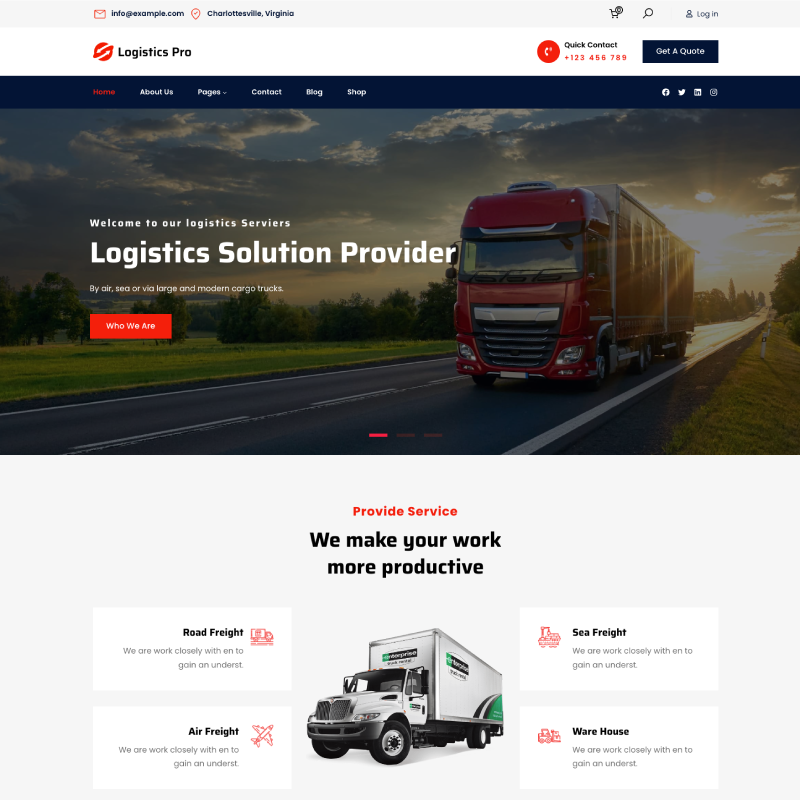 info@example.com Charlottesville, Virginia 0 Log in
Logistics Pro
Quick Contact
+123 456 789
Get A Quote
Home About Us Pages Contact Blog Shop
Welcome to our logistics Serviers
Logistics Solution Provider
By air, sea or via large and modern cargo trucks.
Who We Are
Provide Service
We make your work
more productive
Road Freight
We are work closely with en to
gain an underst.
Air Freight
We are work closely with en to
gain an underst.
enterprise
truck rental
enterprise
Sea Freight
We are work closely with en to
gain an underst.
Ware House
We are work closely with en to
gain an underst.